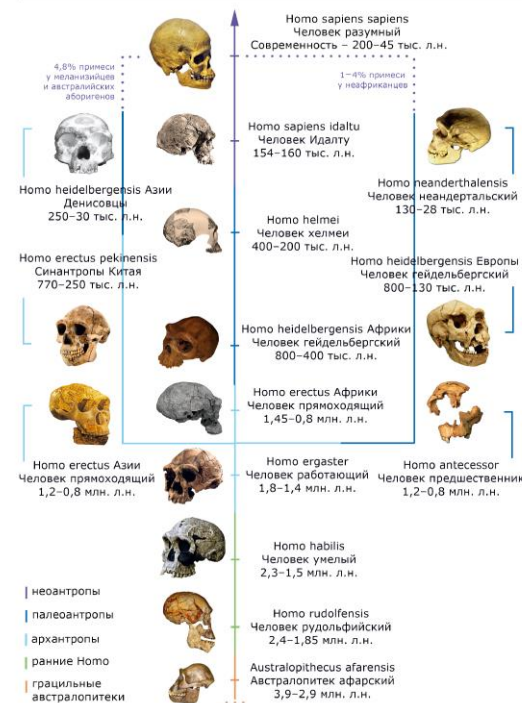 Homo sapiens sapiens
Человек разумный
Современность – 200–45 тыс. л.н.
4,8% примеси
у меланизийцев
и австралийских
аборигенов
1–4% примеси
у неафриканцев
Homo sapiens idaltu
Человек Идалту
154–160 тыс. л.н.
Homo heidelbergensis Азии
Денисовцы
250–30 тыс. л.н.
Homo neanderthalensis
Человек неандертальский
130–28 тыс. л.н.
Homo helmei
Человек хелмеи
400–200 тыс. л.н.
Homo erectus pekinensis
Синантропы Китая
770–250 тыс. л.н.
Homo heidelbergensis Европы
Человек гейдельбергский
800–130 тыс. л.н.
Homo heidelbergensis Африки
Человек гейдельбергский
800–400 тыс. л.н.
Homo erectus Африки
Человек прямоходящий
1,45–0,8 млн. л.н.
Homo erectus Азии
Человек прямоходящий
1,2–0,8 млн. л.н.
Homo ergaster
Человек работающий
1,8–1,4 млн. л.н.
Homo antecessor
Человек предшественник
1,2–0,8 млн. л.н.
Homo habilis
Человек умелый
2,3–1,5 млн. л.н.
Homo rudolfensis
Человек рудольфийский
2,4–1,85 млн. л.н.
Australopithecus afarensis
Австралопитек афарский
3,9–2,9 млн. л.н.
неоантропы
палеоантропы
архантропы
ранние Homo
грацильные
австралопитеки